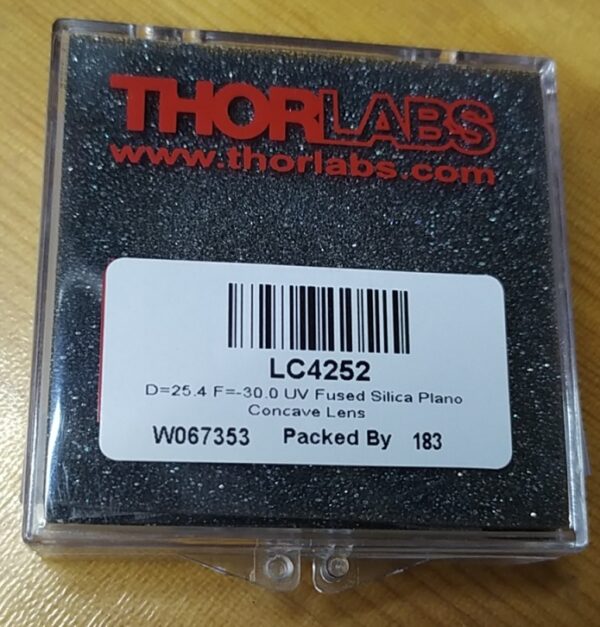 THORLABS
www.thorlabs.com
LC4252
D=25.4 F=-30.0 UV Fused Silica Plano
Concave Lens
W067353 Packed By 183